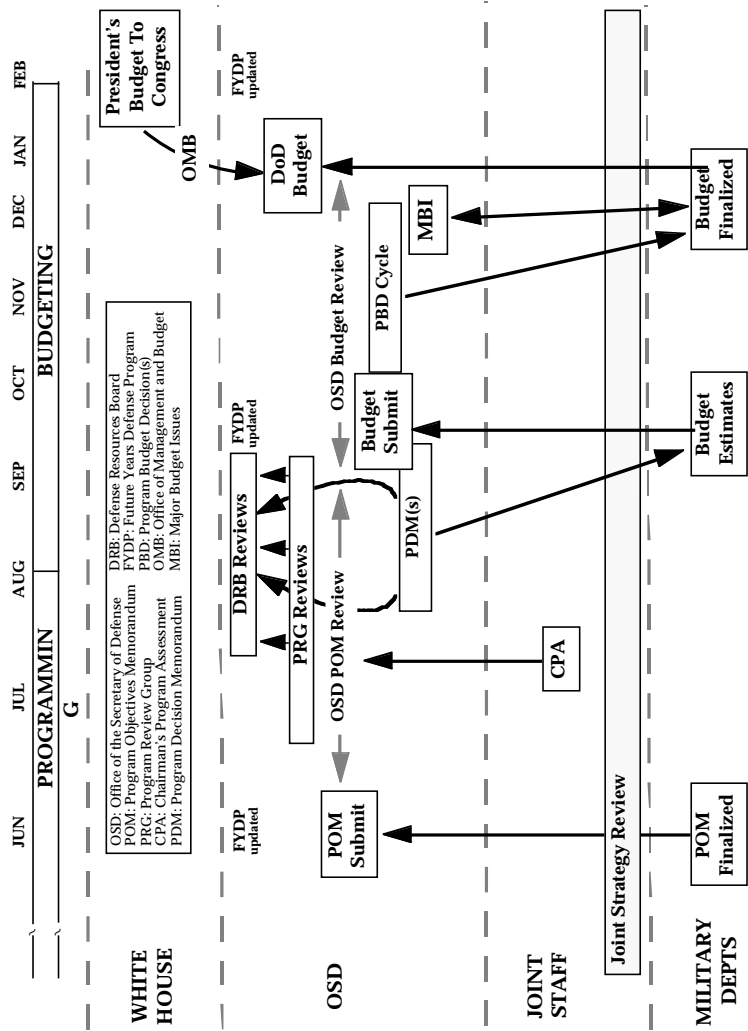 JUN
JUL
AUG
SEP
OCT
NOV
DEC
JAN
FEB
PROGRAMMIN
G
BUDGETING
WHITE
HOUSE
OSD: Office of the Secretary of Defense
POM: Program Objectives Memorandum
PRG: Program Review Group
CPA: Chairman's Program Assessment
PDM: Program Decision Memorandum
DRB: Defense Resources Board
FYDP: Future Years Defense Program
PBD: Program Budget Decision(s)
OMB: Office of Management and Budget
MBI: Major Budget Issues
President's
Budget To
Congress
OMB
OSD
FYDP
updated
FYDP
updated
FYDP
updated
DRB Reviews
PRG Reviews
POM
Submit
OSD POM Review
OSD Budget Review
DoD
Budget
PDM(s)
Budget
Submit
PBD Cycle
MBI
JOINT
STAFF
CPA
Joint Strategy Review
MILITARY
DEPTS
POM
Finalized
Budget
Estimates
Budget
Finalized